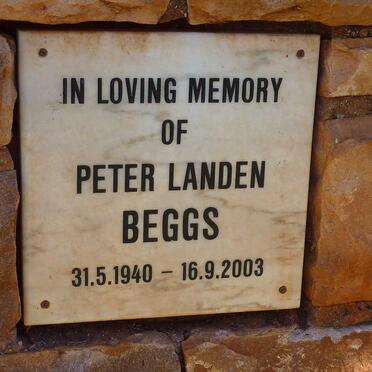 IN LOVING MEMORY
OF
PETER LANDEN
BEGGS
31.5.1940 – 16.9.2003